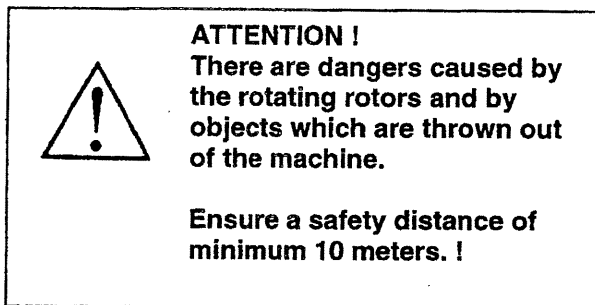 ATTENTION !
There are dangers caused by
the rotating rotors and by
objects which are thrown out
of the machine.
Ensure a safety distance of
minimum 10 meters. !